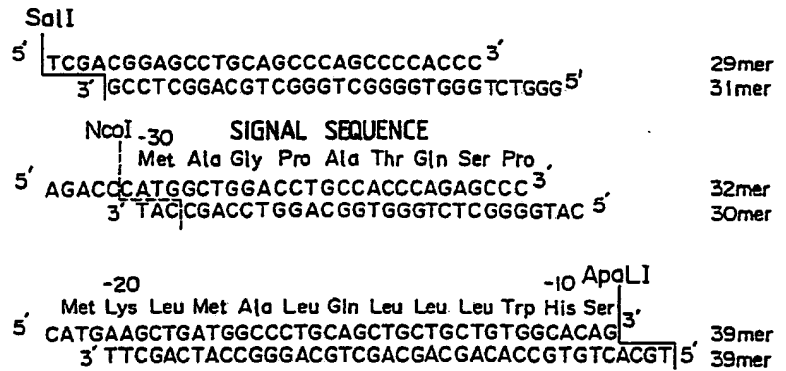 SalI
5' TCGACGGAGCCTGCAGCCCAGCCCCACCC 3' 29mer
3' GCCTCGGACGTCGGGTCGGGGTGGGTCTGGG 5' 31mer
NcoI -30 SIGNAL SEQUENCE
Met Ala Gly Pro Ala Thr Gln Ser Pro
5' AGACCCATGGCTGGACCTGCCACCCAGAGCCC 3' 32mer
3' TACCGACCTGGACGGTGGGTCTCGGGGTAC 5' 30mer
-20 -10 ApaLI
Met Lys Leu Met Ala Leu Gln Leu Leu Leu Trp His Ser
5' CATGAAGCTGATGGCCCTGCAGCTGCTGCTGTGGCACAG 3' 39mer
3' TTCGACTACCGGGACGTCGACGACGACACCGTGTCACGT 5' 39mer